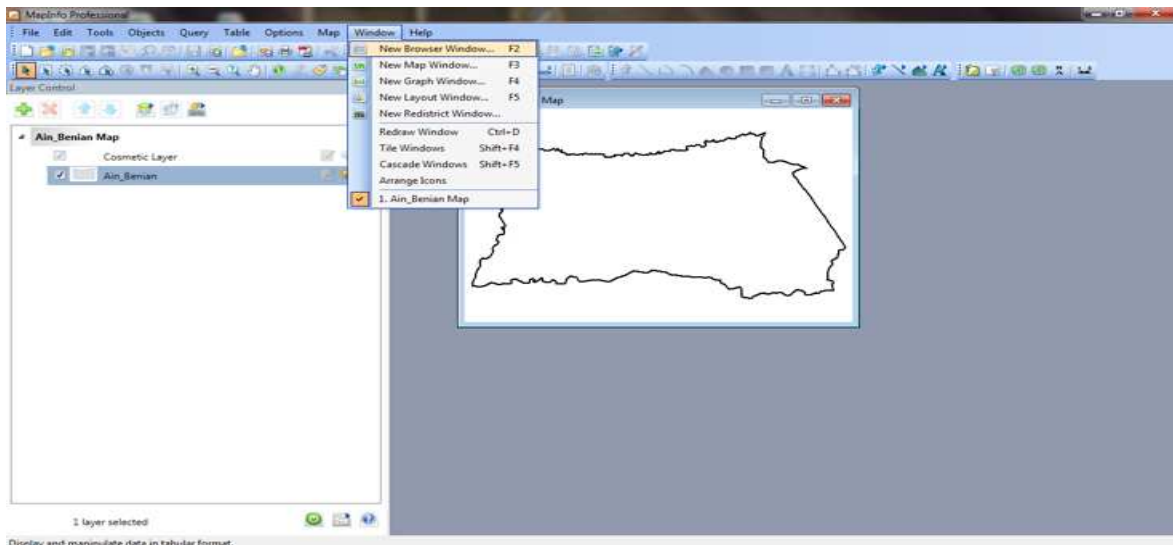 MapInfo Professional
File Edit Tools Objects Query Table Options Map Window Help
New Browser Window... F2
New Map Window... F3
New Graph Window... F4
New Layout Window... F5
New Redistrict Window...
Redraw Window Ctrl+D
Tile Windows Shift+F4
Cascade Windows Shift+F5
Arrange Icons
1. Ain_Benian Map
Layer Control
Ain_Benian Map
Cosmetic Layer
Ain_Benian
Map
1 layer selected
Display and manipulate data in tabular format.